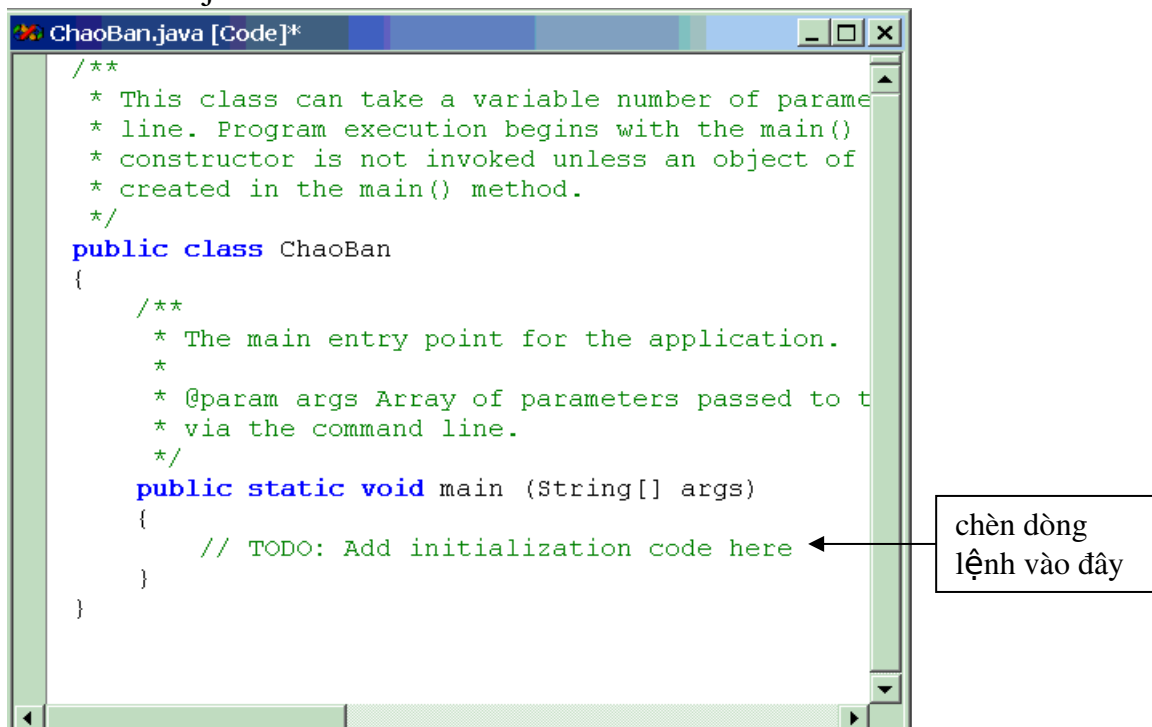 ChaoBan.java [Code]*
/**
* This class can take a variable number of parame
* line. Program execution begins with the main()
* constructor is not invoked unless an object of
* created in the main() method.
*/
public class ChaoBan
{
/**
* The main entry point for the application.
*
* @param args Array of parameters passed to t
* via the command line.
*/
public static void main (String[] args)
{
// TODO: Add initialization code here
}
}
chèn dòng
lệnh vào đây